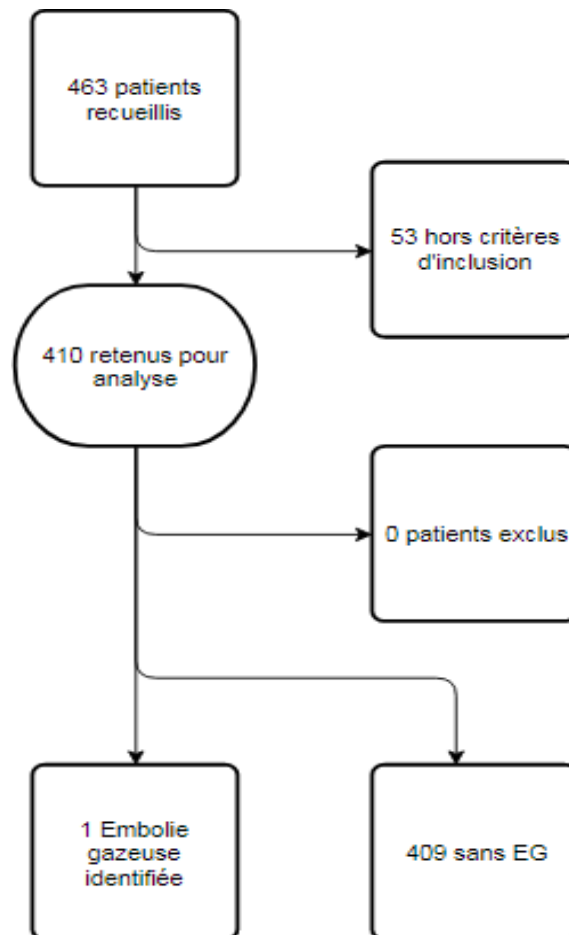 463 patients
recueillis
53 hors critères
d'inclusion
410 retenus pour
analyse
0 patients exclus
1 Embolie
gazeuse
identifiée
409 sans EG